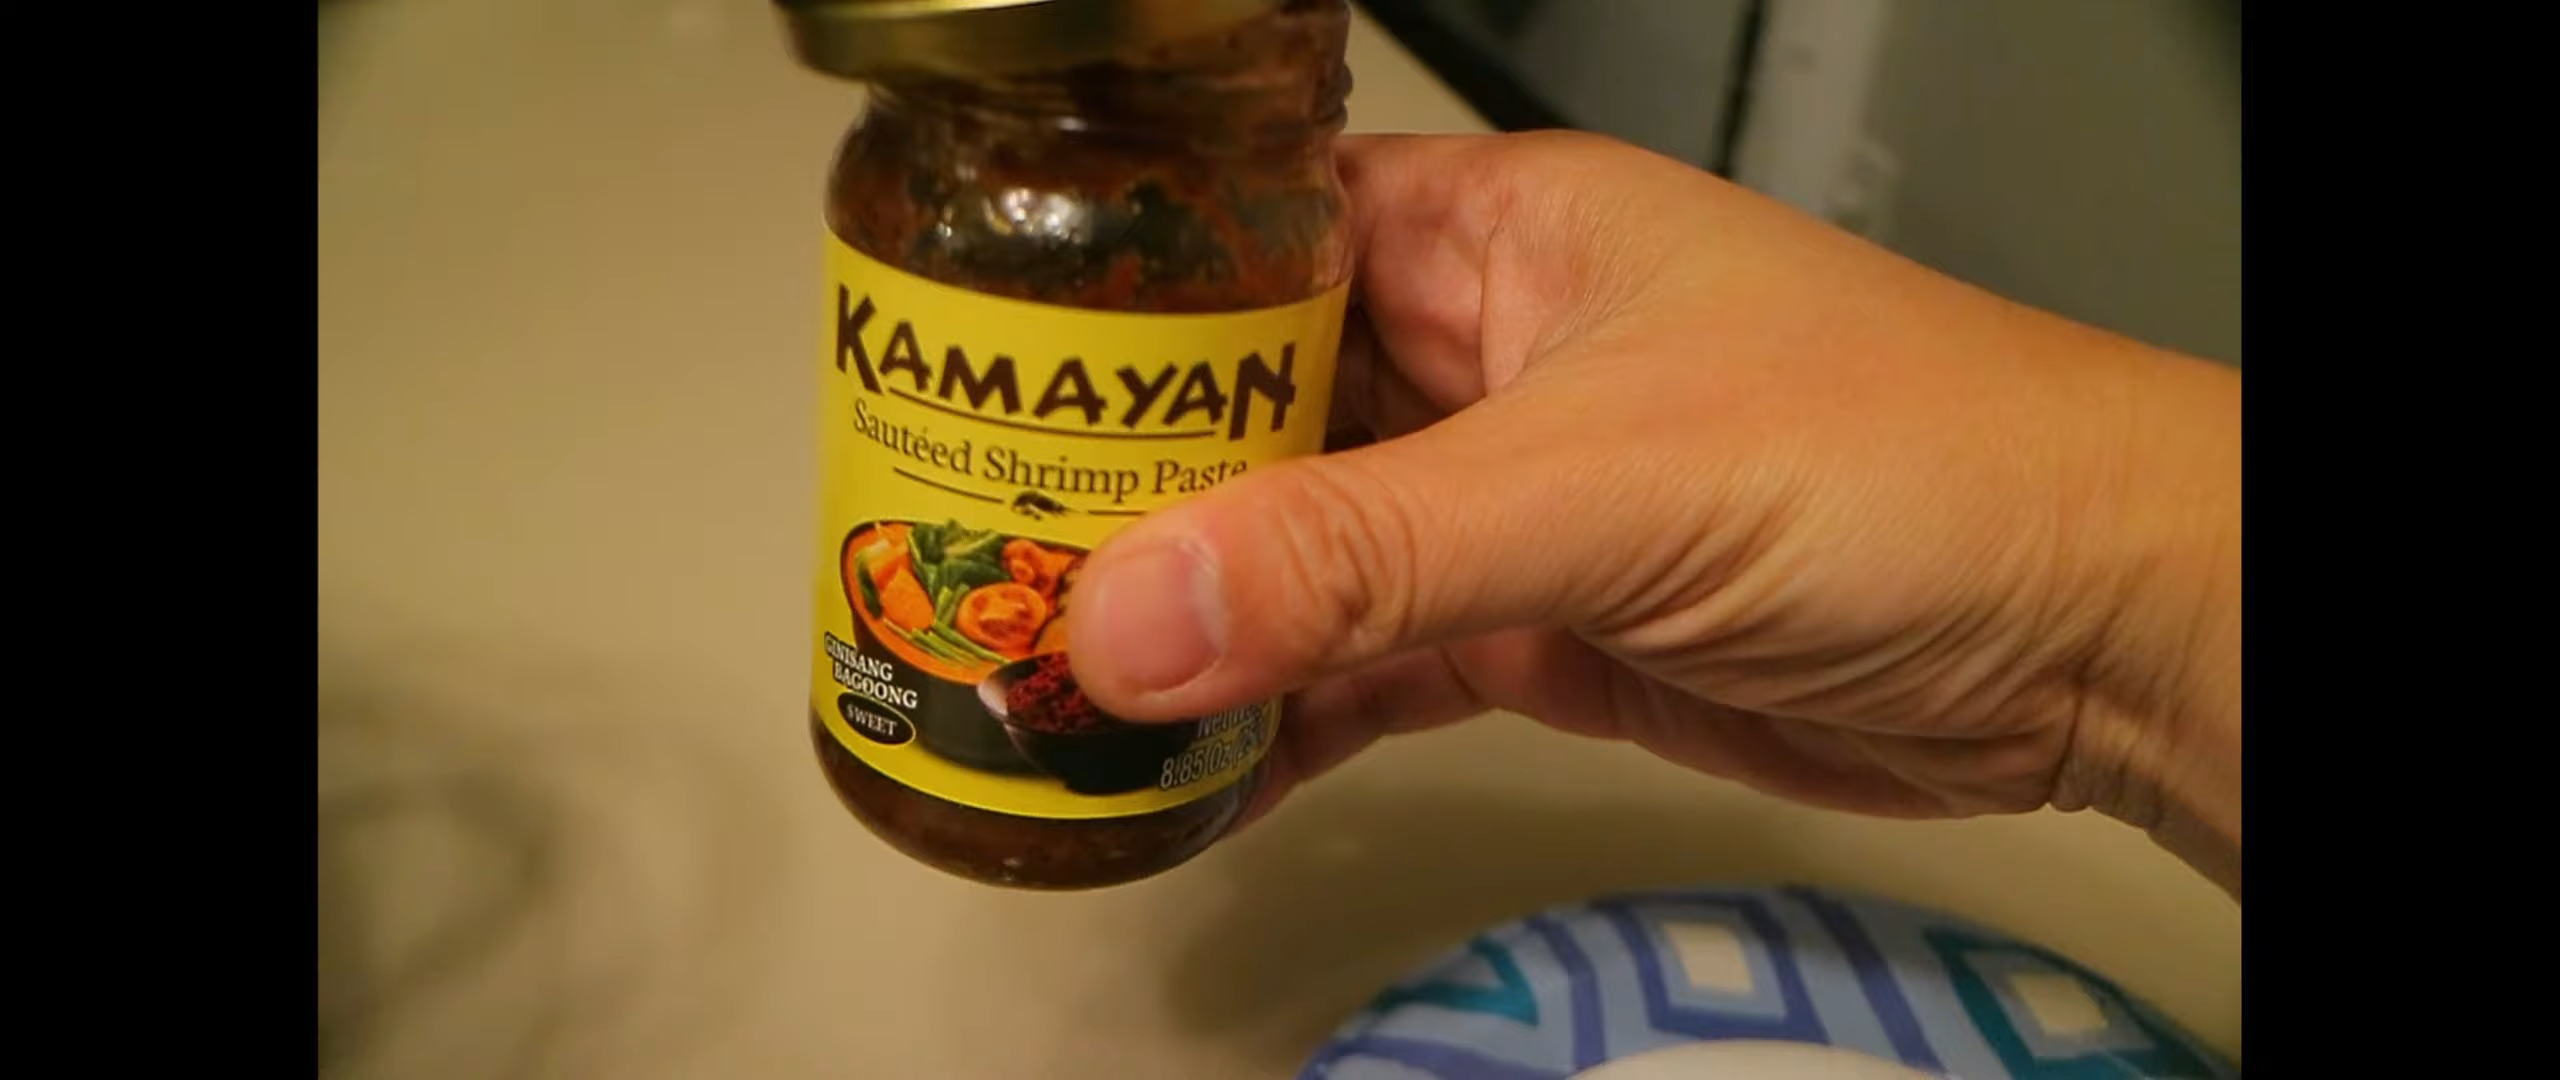 KAMAYAN
Sautéed Shrimp Paste
GINISANG
BAGOONG
SWEET
8.85 Oz